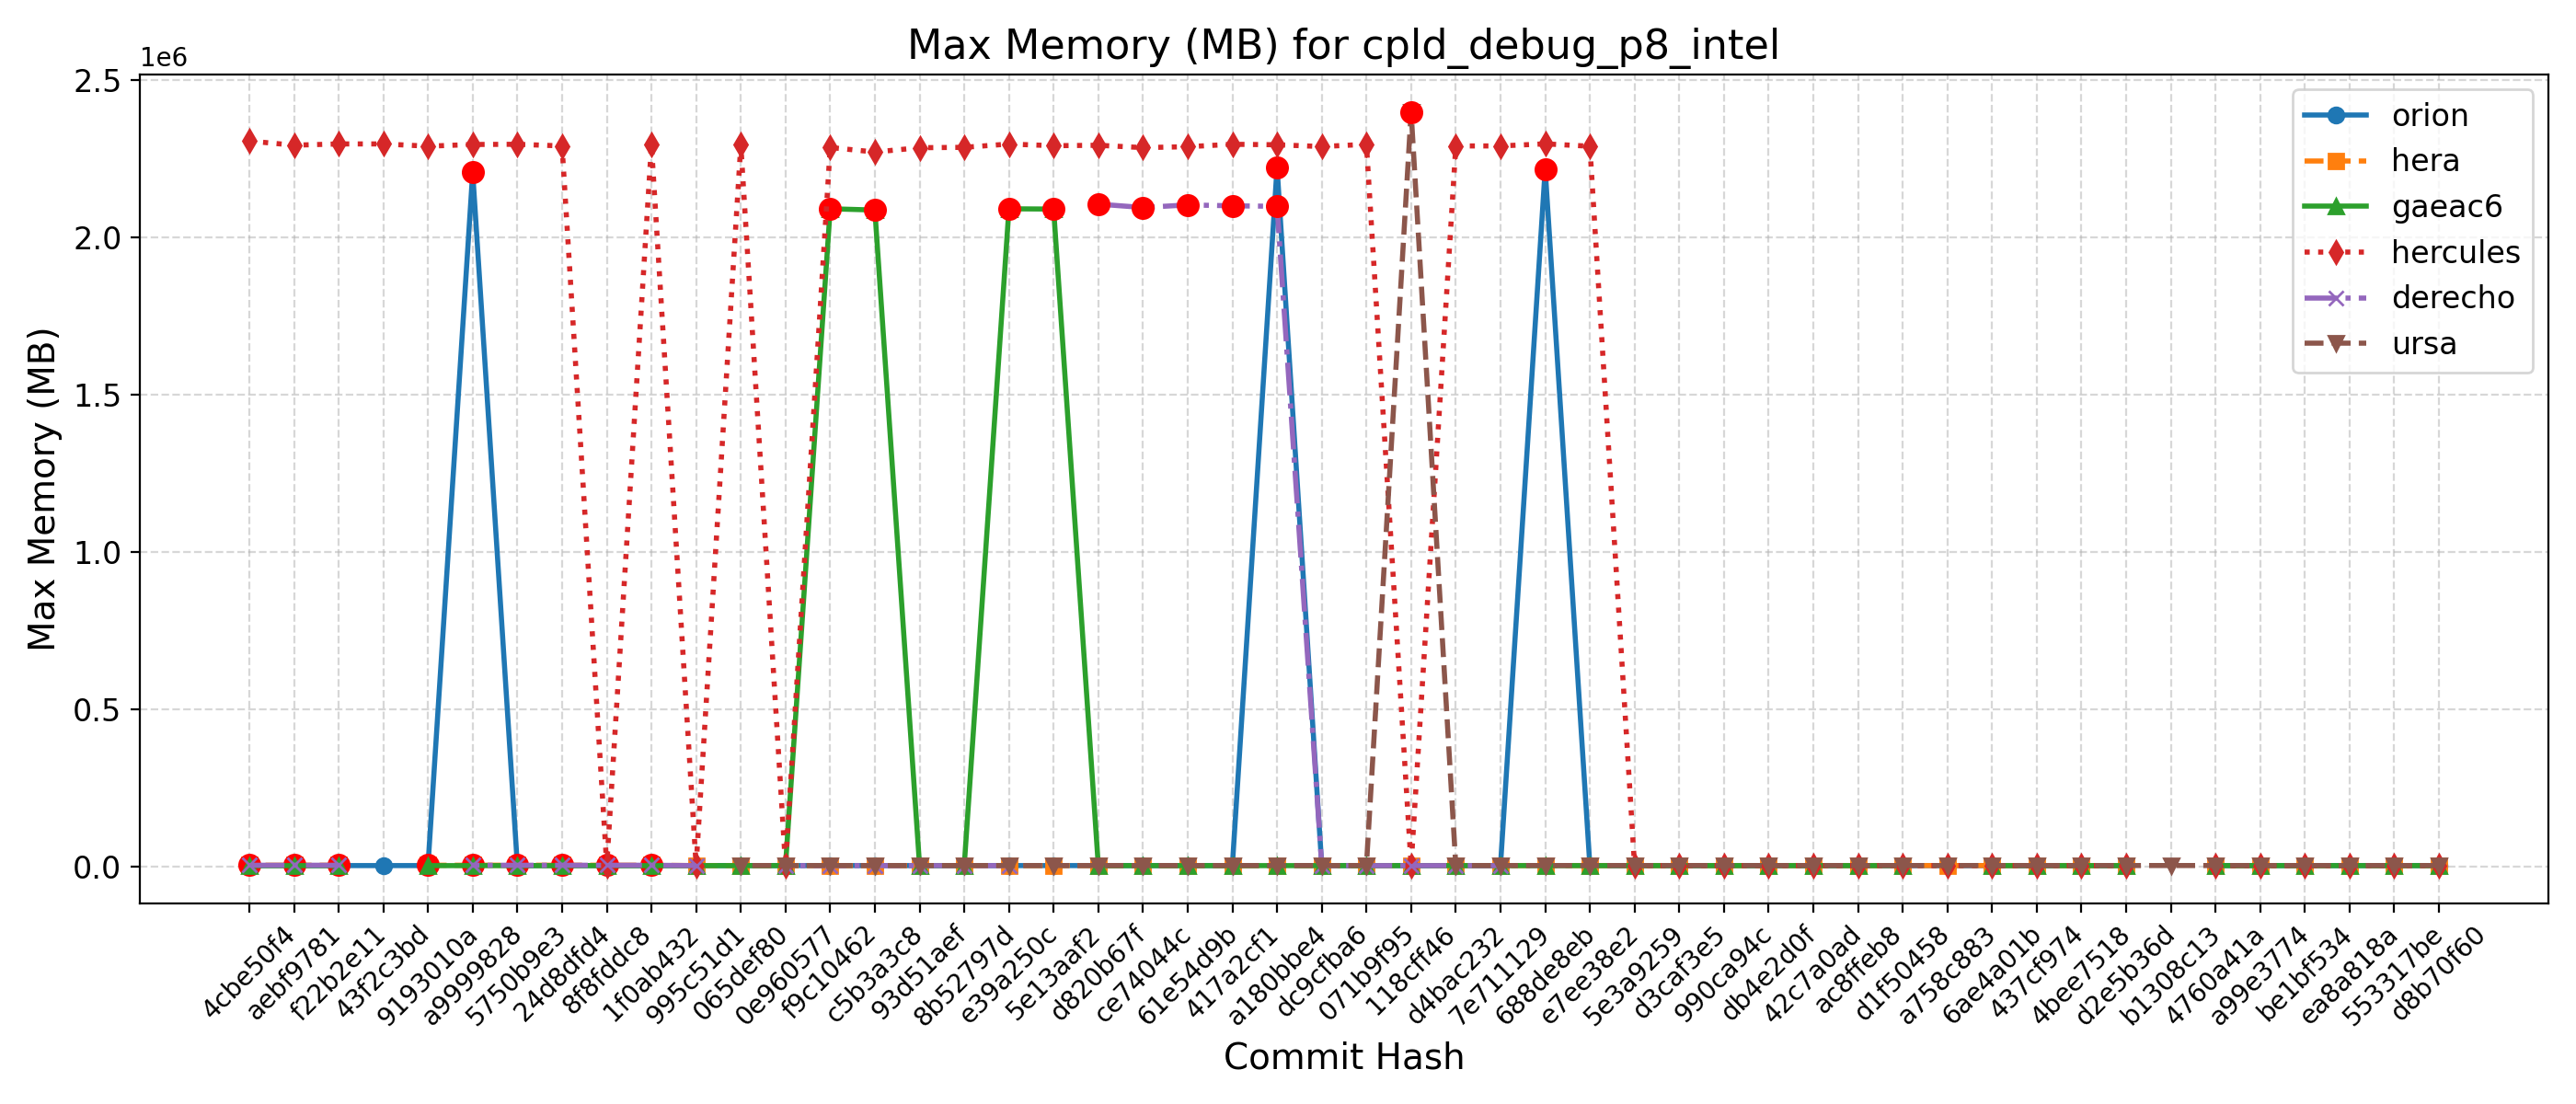 Max Memory (MB) for cpld_debug_p8_intel
1e6
2.5
2.0
1.5
1.0
0.5
0.0
Max Memory (MB)
orion
hera
gaeac6
hercules
derecho
ursa
4cbe50f4
aebf9781
f22b2e11
43f2c3bd
9193010a
a9999828
5750b9e3
24d8dfd4
8f8fddc8
1f0ab432
995c51d1
065def80
0e960577
f9c10462
c5b3a3c8
93d51aef
8b52797d
e39a250c
5e13aaf2
d820b67f
ce74044c
61e54d9b
417a2cf1
a180bbe4
dc9cfba6
071b9f95
118cff46
d4bac232
7e711129
688de8eb
e7ee38e2
5e3a9259
d3caf3e5
990ca94c
db4e2d0f
42c7a0ad
ac8ffeb8
d1f50458
a758c883
6ae4a01b
437cf974
4bee7518
d2e5b36d
b1308c13
4760a41a
a99e3774
be1bf534
ea8a818a
553317be
d8b70f60
Commit Hash